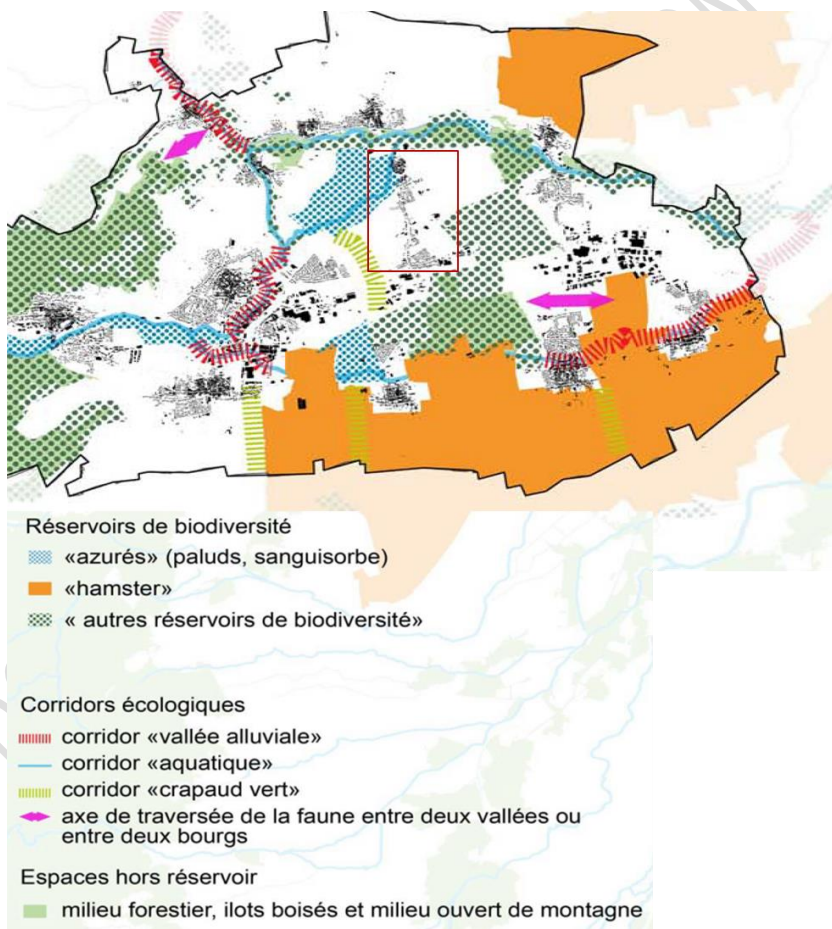 Réservoirs de biodiversité
«azurés» (paluds, sanguisorbe)
«hamster»
« autres réservoirs de biodiversité»
Corridors écologiques
corridor «vallée alluviale»
corridor «aquatique»
corridor «crapaud vert»
axe de traversée de la faune entre deux vallées ou
entre deux bourgs
Espaces hors réservoir
milieu forestier, ilots boisés et milieu ouvert de montagne